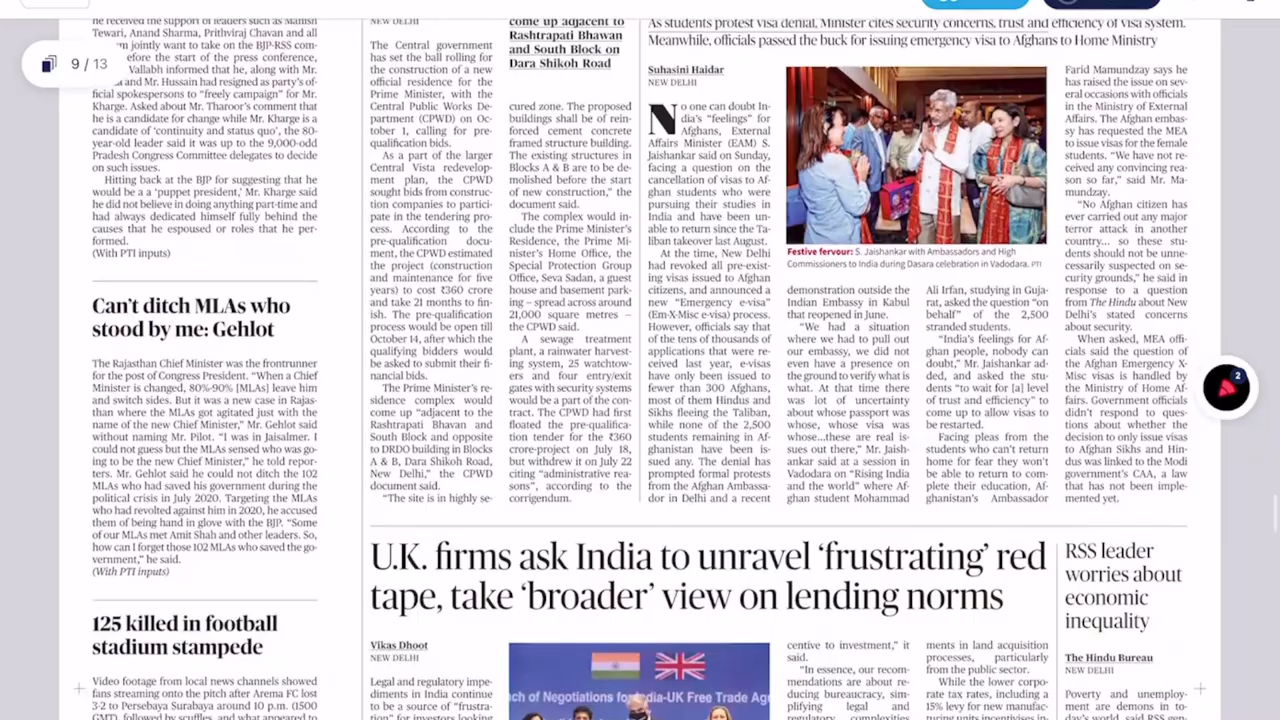 he received the support of leaders such as Manish
Tewari, Anand Sharma, Prithviraj Chavan and all
jointly want to take on the BJP-RSS com-
efore the start of the press conference,
Vallabh informed that he, along with Mr.
and Mr. Hussain had resigned as party's of-
ficial spokespersons to "freely campaign" for Mr.
Kharge. Asked about Mr. Tharoor's comment that
he is a candidate for change while Mr. Kharge is a
candidate of 'continuity and status quo', the 80-
year-old leader said it was up to the 9,000-odd
Pradesh Congress Committee delegates to decide
on such issues.
Hitting back at the BJP for suggesting that he
would be a a 'puppet president,' Mr. Kharge said
he did not believe in doing anything part-time and
had always dedicated himself fully behind the
causes that he espoused or roles that he per-
formed.
(With PTI inputs)
9 / 13
Can't ditch MLAs who
stood by me: Gehlot
The Rajasthan Chief Minister was the frontrunner
for the post of Congress President. "When a Chief
Minister is changed, 80%-90% [MLAs] leave him
and switch sides. But it was a new case in Rajas-
than where the MLAs got agitated just with the
name of the new Chief Minister," Mr. Gehlot said
without naming Mr. Pilot. "I was in Jaisalmer. I
could not guess but the MLAs sensed who was go-
ing to be the new Chief Minister," he told repor-
ters. Mr. Gehlot said he could not ditch the 102
MLAs who had saved his government during the
political crisis in July 2020. Targeting the MLAs
who had revolted against him in 2020, he accused
them of being hand in glove with the BJP. "Some
of our MLAs met Amit Shah and other leaders. So,
how can I forget those 102 MLAs who saved the go-
vernment," he said.
(With PTI inputs)
125 killed in football
stadium stampede
Video footage from local news channels showed
fans streaming onto the pitch after Arema FC lost
3-2 to Persebaya Surabaya around 10 p.m. (1500
GMT), followed by scuffles, and what appeared to
NEW DELHI
The Central government
has set the ball rolling for
the construction of a new
official residence for the
Prime Minister, with the
Central Public Works De-
partment (CPWD) on Oc-
tober 1, calling for pre-
qualification bids.
As a part of the larger
Central Vista redevelop-
ment plan, the CPWD
sought bids from construc-
tion companies to partici-
pate in the tendering pro-
cess. According to the
pre-qualification docu-
ment, the CPWD estimated
the project (construction
and maintenance for five
years) to cost ₹360 crore
and take 21 months to fin-
ish. The pre-qualification
process would be open till
October 14, after which the
qualifying bidders would
be asked to submit their fi-
nancial bids.
The Prime Minister's re-
sidence complex would
come up "adjacent to the
Rashtrapati Bhavan and
South Block and opposite
to DRDO building in Blocks
A & B, Dara Shikoh Road,
New Delhi," the CPWD
document said.
"The site is in highly se-
come up adjacent to
Rashtrapati Bhawan
and South Block on
Dara Shikoh Road
cured zone. The proposed
buildings shall be of rein-
forced cement concrete
framed structure building.
The existing structures in
Blocks A & B are to be de-
molished before the start
of new construction," the
document said.
The complex would in-
clude the Prime Minister's
Residence, the Prime Mi-
nister's Home Office, the
Special Protection Group
Office, Seva Sadan, a guest
house and basement park-
ing – spread across around
21,000 square metres –
the CPWD said.
A sewage treatment
plant, a rainwater harvest-
ing system, 25 watchtow-
ers and four entry/exit
gates with security systems
would be a part of the con-
tract. The CPWD had first
floated the pre-qualifica-
tion tender for the ₹360
crore-project on July 18,
but withdrew it on July 22
citing "administrative rea-
sons", according to the
corrigendum.
As students protest visa denial, Minister cites security concerns, trust and efficiency of visa system.
Meanwhile, officials passed the buck for issuing emergency visa to Afghans to Home Ministry
Suhasini Haidar
NEW DELHI
No one can doubt In-
dia's "feelings" for
Afghans, External
Affairs Minister (EAM) S.
Jaishankar said on Sunday,
facing a question on the
cancellation of visas to Af-
ghan students who were
pursuing their studies in
India and have been un-
able to return since the Ta-
liban takeover last August.
At the time, New Delhi
had revoked all pre-exist-
ing visas issued to Afghan
citizens, and announced a
new "Emergency e-visa"
(Em-X-Misc e-visa) process.
However, officials say that
of the tens of thousands of
applications that were re-
ceived last year, e-visas
have only been issued to
fewer than 300 Afghans,
most of them Hindus and
Sikhs fleeing the Taliban,
while none of the 2,500
students remaining in Af-
ghanistan have been is-
sued any. The denial has
prompted formal protests
from the Afghan Ambassa-
dor in Delhi and a recent
Festive fervour: S. Jaishankar with Ambassadors and High
Commissioners to India during Dasara celebration in Vadodara. PTI
demonstration outside the
Indian Embassy in Kabul
that reopened in June.
"We had a situation
where we had to pull out
our embassy, we did not
even have a presence on
the ground to verify what is
what. At that time there
was lot of uncertainty
about whose passport was
whose, whose visa was
whose...these are real is-
sues out there," Mr. Jaish-
ankar said at a session in
Vadodara on "Rising India
and the world" where Af-
ghan student Mohammad
Ali Irfan, studying in Guja-
rat, asked the question "on
behalf" of the 2,500
stranded students.
"India's feelings for Af-
ghan people, nobody can
doubt," Mr. Jaishankar ad-
ded, and asked the stu-
dents "to wait for [a] level
of trust and efficiency" to
come up to allow visas to
be restarted.
Facing pleas from the
students who can't return
home for fear they won't
be able to return to com-
plete their education, Af-
ghanistan's Ambassador
Farid Mamundzay says he
has raised the issue on sev-
eral occasions with officials
in the Ministry of External
Affairs. The Afghan embas-
sy has requested the MEA
to issue visas for the female
students. "We have not re-
ceived any convincing rea-
son so far," said Mr. Ma-
mundzay.
"No Afghan citizen has
ever carried out any major
terror attack in another
country... so these stu-
dents should not be unne-
cessarily suspected on se-
curity grounds," he said in
response to a question
from The Hindu about New
Delhi's stated concerns
about security.
When asked, MEA offi-
cials said the question of
the Afghan Emergency X-
Misc visas is handled by
the Ministry of Home Af-
fairs. Government officials
didn't respond to ques-
tions about whether the
decision to only issue visas
to Afghan Sikhs and Hin-
dus was linked to the Modi
government's CAA, a law
that has not been imple-
mented yet.
2
U.K. firms ask India to unravel 'frustrating' red
tape, take 'broader' view on lending norms
Vikas Dhoot
NEW DELHI
Legal and regulatory impe-
diments in India continue
to be a source of "frustra-
tion" for investors looking
nch of Negotiations fo dia-UK Free Trade Ag
centive to investment," it
said.
"In essence, our recom-
mendations are about re-
ducing bureaucracy, sim-
plifying legal and
regulatory complexities
ments in land acquisition
processes, particularly
from the public sector.
While the lower corpo-
rate tax rates, including a
15% levy for new manufac-
turing units incentivises in-
RSS leader
worries about
economic
inequality
The Hindu Bureau
NEW DELHI
Poverty and unemploy-
ment are demons in to-
day's world, said RSS gen-